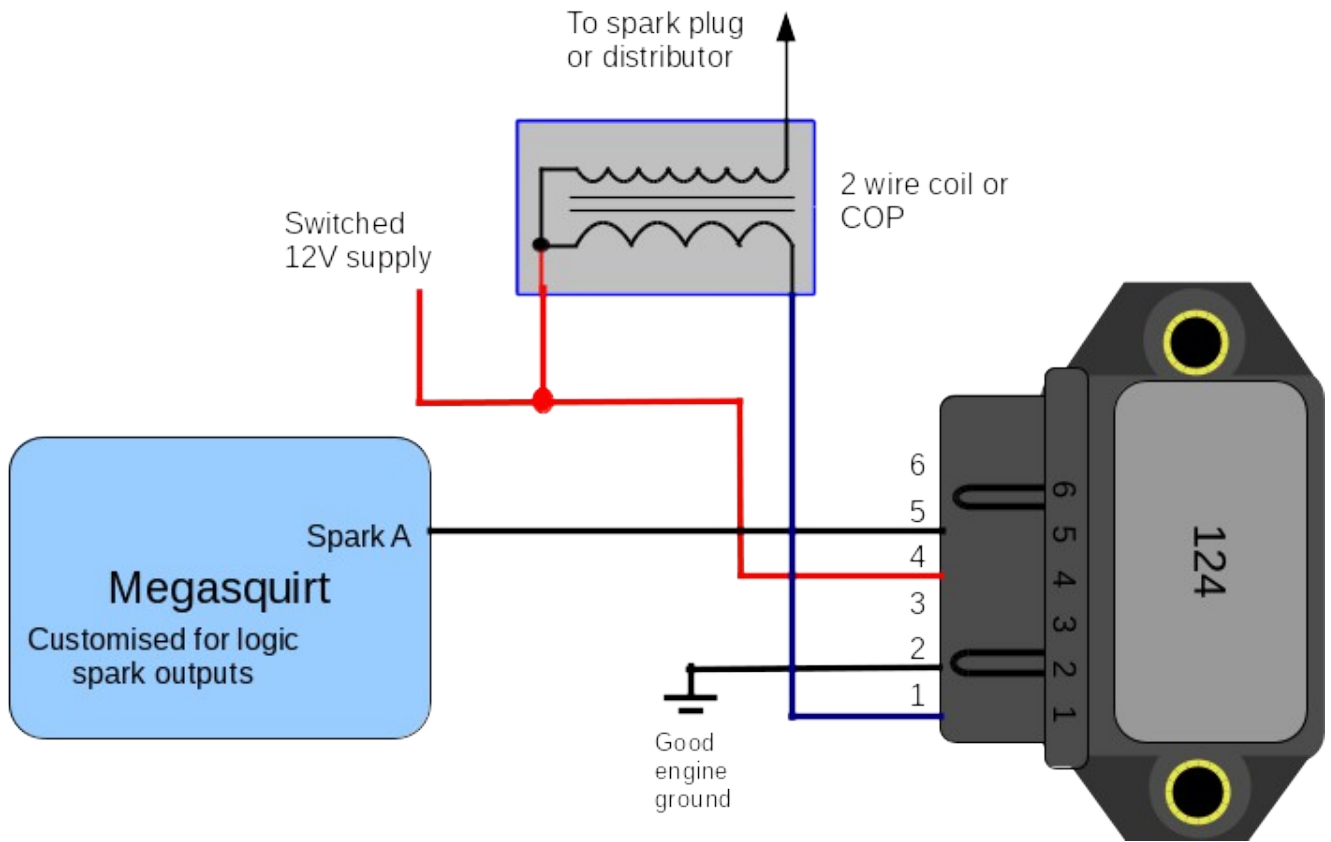 To spark plug
or distributor
2 wire coil or
COP
Switched
12V supply
Spark A
Megasquirt
Customised for logic
spark outputs
6
5
4
3
2
1
Good
engine
ground
6
5
4
3
2
1
124